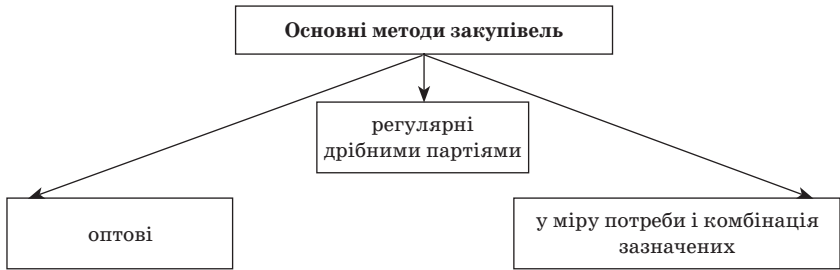 Основні методи закупівель
регулярні
дрібними партіями
оптові
у міру потреби і комбінація
зазначених